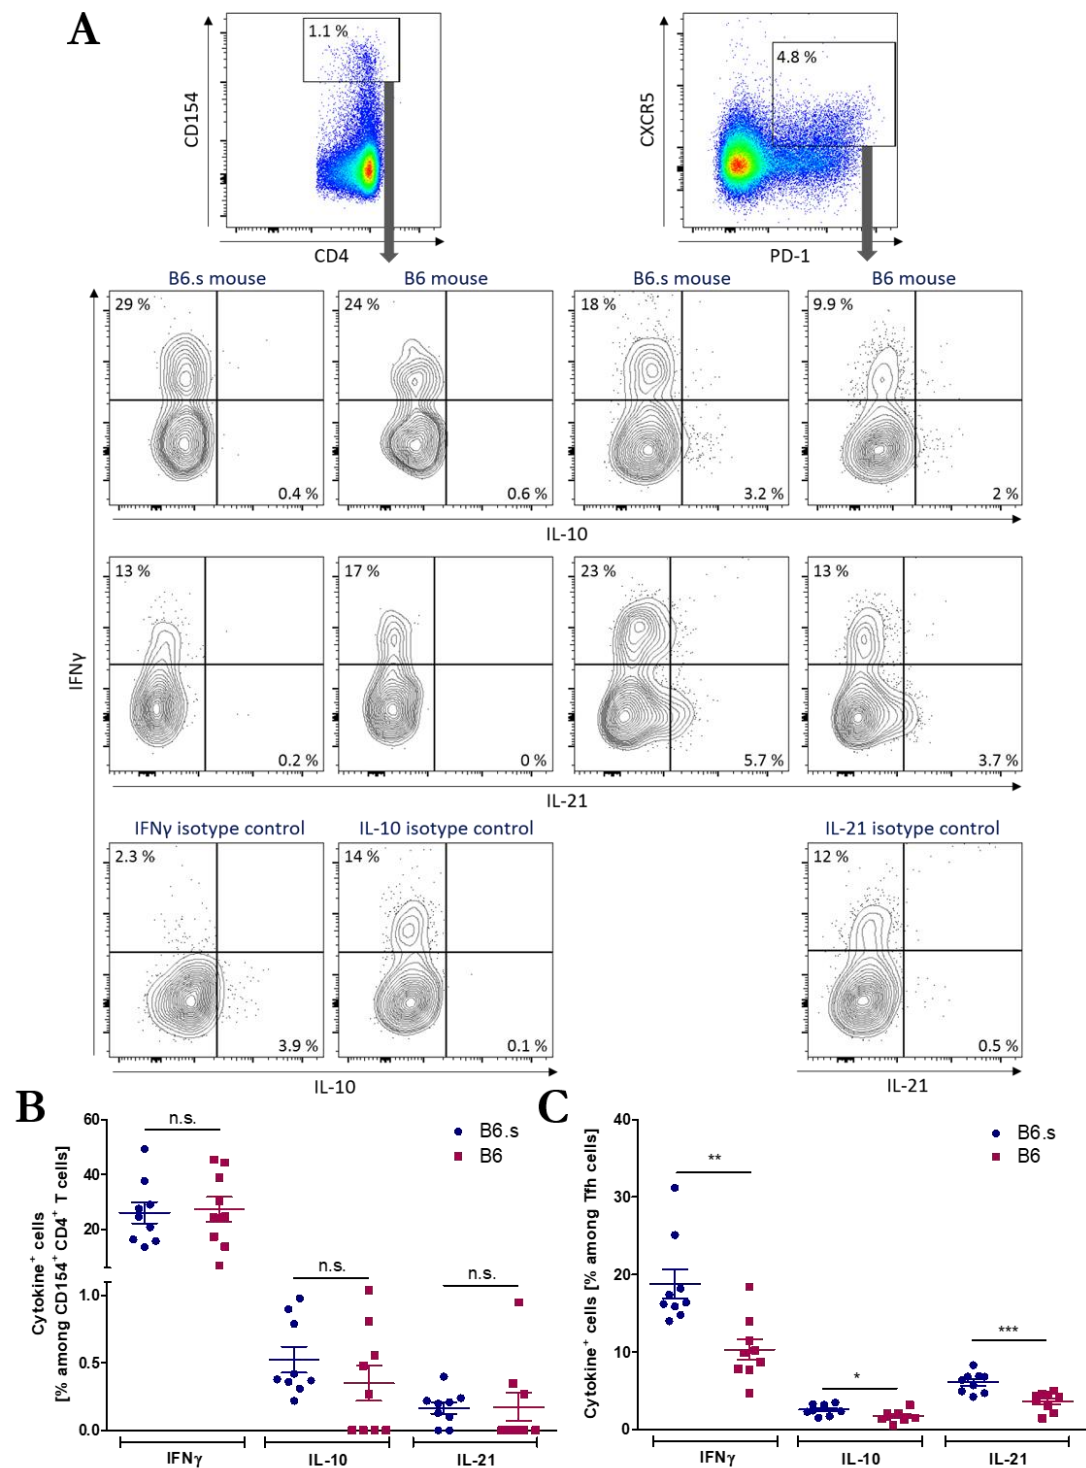 A
1.1 %
4.8 %
CD154
CXCR5
CD4
PD-1
B6.s mouse
B6 mouse
B6.s mouse
B6 mouse
29 %
24 %
18 %
9.9 %
0.4 %
0.6 %
3.2 %
2 %
IL-10
13 %
17 %
23 %
13 %
IFNγ
0.2 %
0 %
5.7 %
3.7 %
IL-21
IFNγ isotype control
IL-10 isotype control
IL-21 isotype control
2.3 %
14 %
12 %
3.9 %
0.1 %
0.5 %
IL-10
IL-21
B
Cytokine+ cells
[% among CD154+ CD4+ T cells]
60
40
20
1.0
0.5
0.0
n.s.
n.s.
n.s.
B6.s
B6
IFNγ
IL-10
IL-21
C
Cytokine+ cells [% among Tfh cells]
40
30
20
10
0
**
*
***
B6.s
B6
IFNγ
IL-10
IL-21